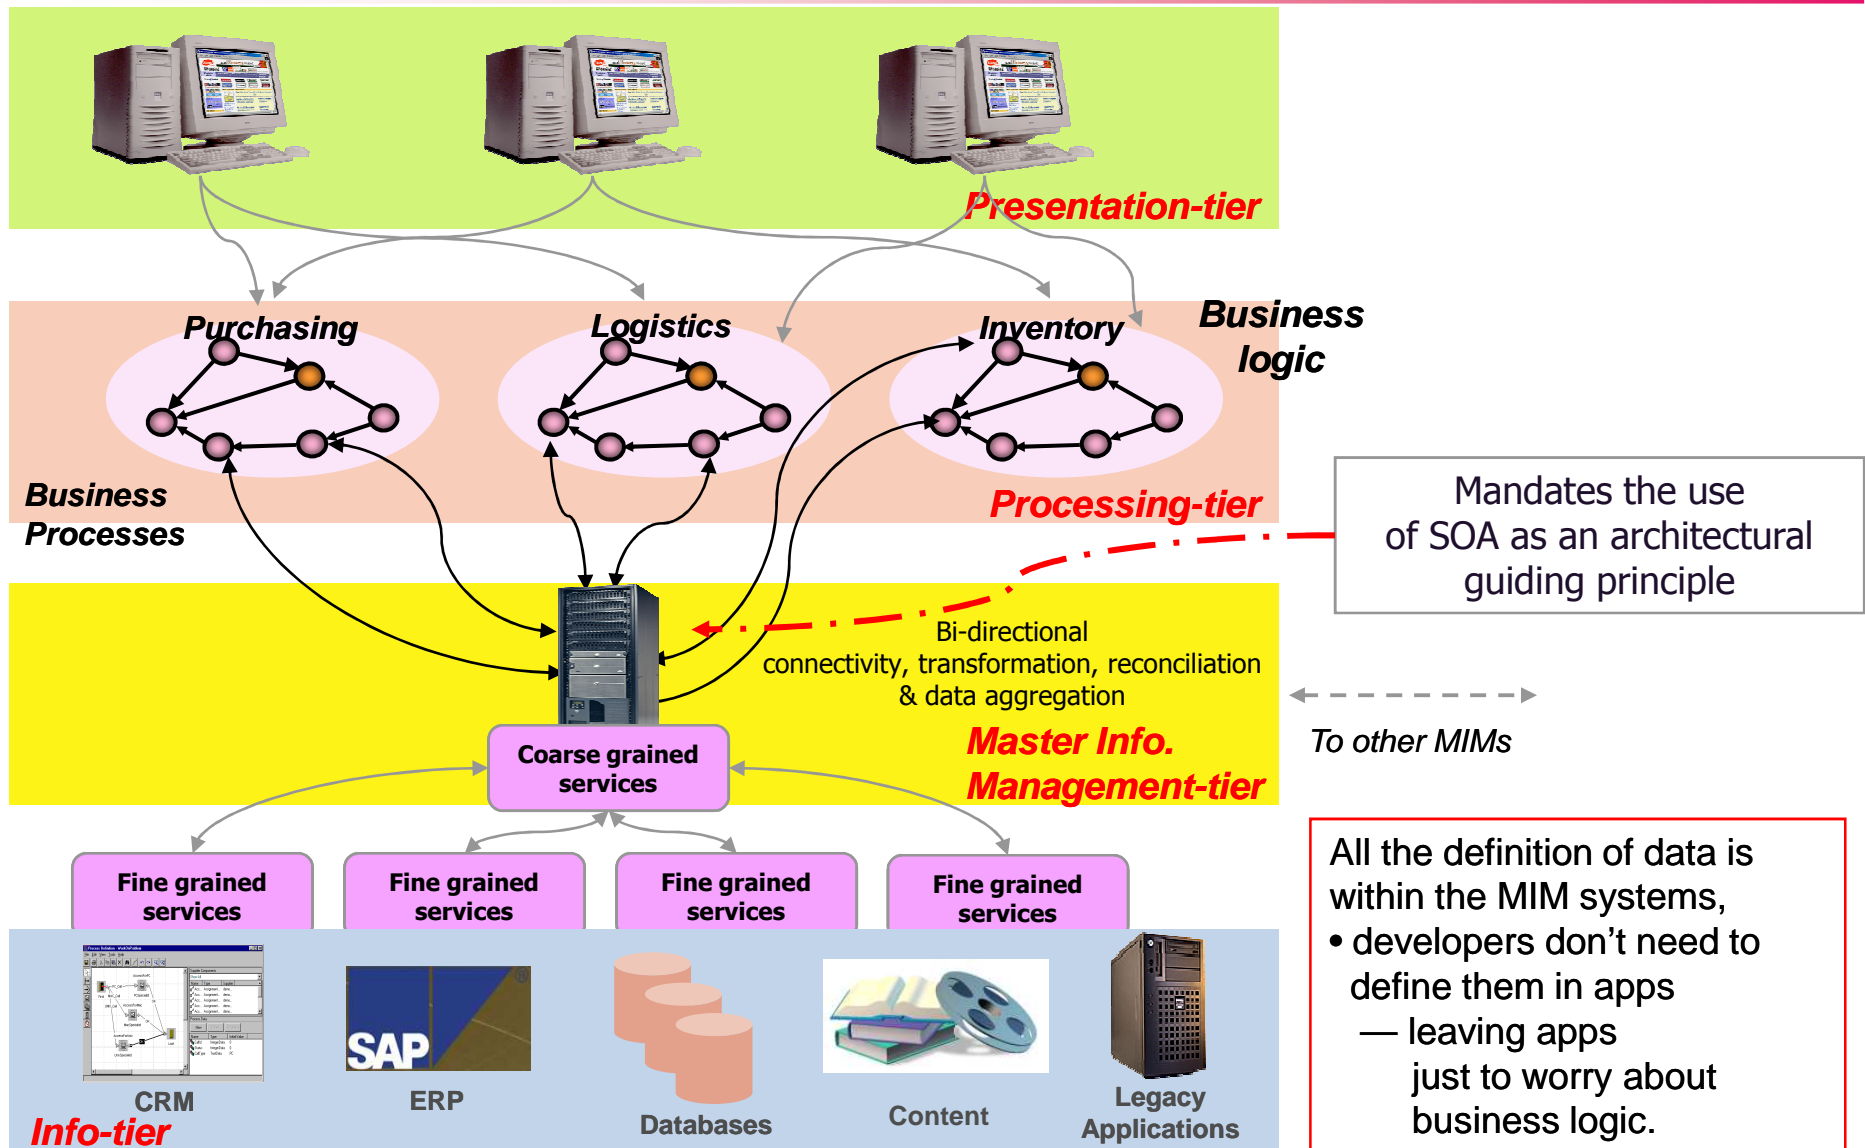 Presentation-tier
Purchasing
Logistics
Inventory
Business
logic
Business
Processes
Processing-tier
Mandates the use
of SOA as an architectural
guiding principle
Bi-directional
connectivity, transformation, reconciliation
& data aggregation
Master Info.
Management-tier
To other MIMs
Coarse grained
services
Fine grained
services
Fine grained
services
Fine grained
services
Fine grained
services
All the definition of data is
within the MIM systems,
• developers don’t need to
define them in apps
— leaving apps
just to worry about
business logic.
SAP
CRM
ERP
Databases
Content
Legacy
Applications
Info-tier